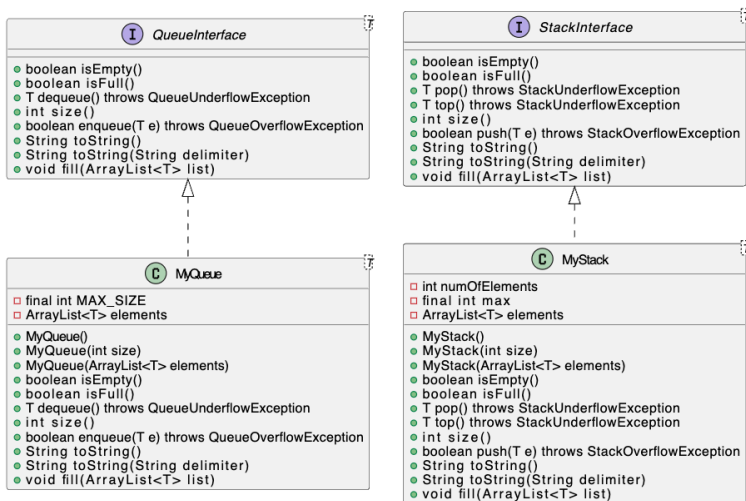 I QueueInterface T
boolean isEmpty()
boolean isFull()
T dequeue() throws QueueUnderflowException
int size()
boolean enqueue(T e) throws QueueOverflowException
String toString()
String toString(String delimiter)
void fill(ArrayList<T> list)
C MyQueue T
final int MAX_SIZE
ArrayList<T> elements
MyQueue()
MyQueue(int size)
MyQueue(ArrayList<T> elements)
boolean isEmpty()
boolean isFull()
T dequeue() throws QueueUnderflowException
int size()
boolean enqueue(T e) throws QueueOverflowException
String toString()
String toString(String delimiter)
void fill(ArrayList<T> list)
I StackInterface T
boolean isEmpty()
boolean isFull()
T pop() throws StackUnderflowException
T top() throws StackUnderflowException
int size()
boolean push(T e) throws StackOverflowException
String toString()
String toString(String delimiter)
void fill(ArrayList<T> list)
C MyStack T
int numOfElements
final int max
ArrayList<T> elements
MyStack()
MyStack(int size)
MyStack(ArrayList<T> elements)
boolean isEmpty()
boolean isFull()
T pop() throws StackUnderflowException
T top() throws StackUnderflowException
int size()
boolean push(T e) throws StackOverflowException
String toString()
String toString(String delimiter)
void fill(ArrayList<T> list)